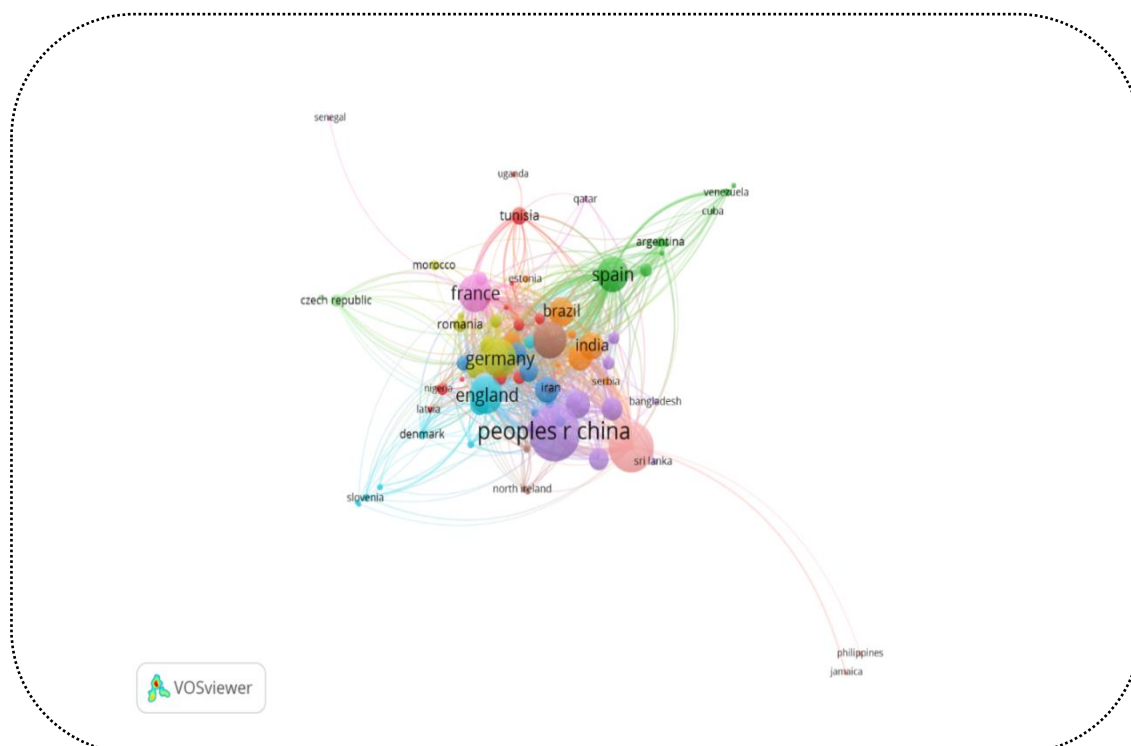 senegal
uganda
venezuela
qatar
cuba
tunisia
argentina
morocco
spain
estonia
france
czech republic
brazil
romania
india
germany
serbia
nigeria
iran
england
bangladesh
latvia
peoples r china
denmark
sri lanka
north ireland
slovenia
philippines
jamaica
VOSviewer